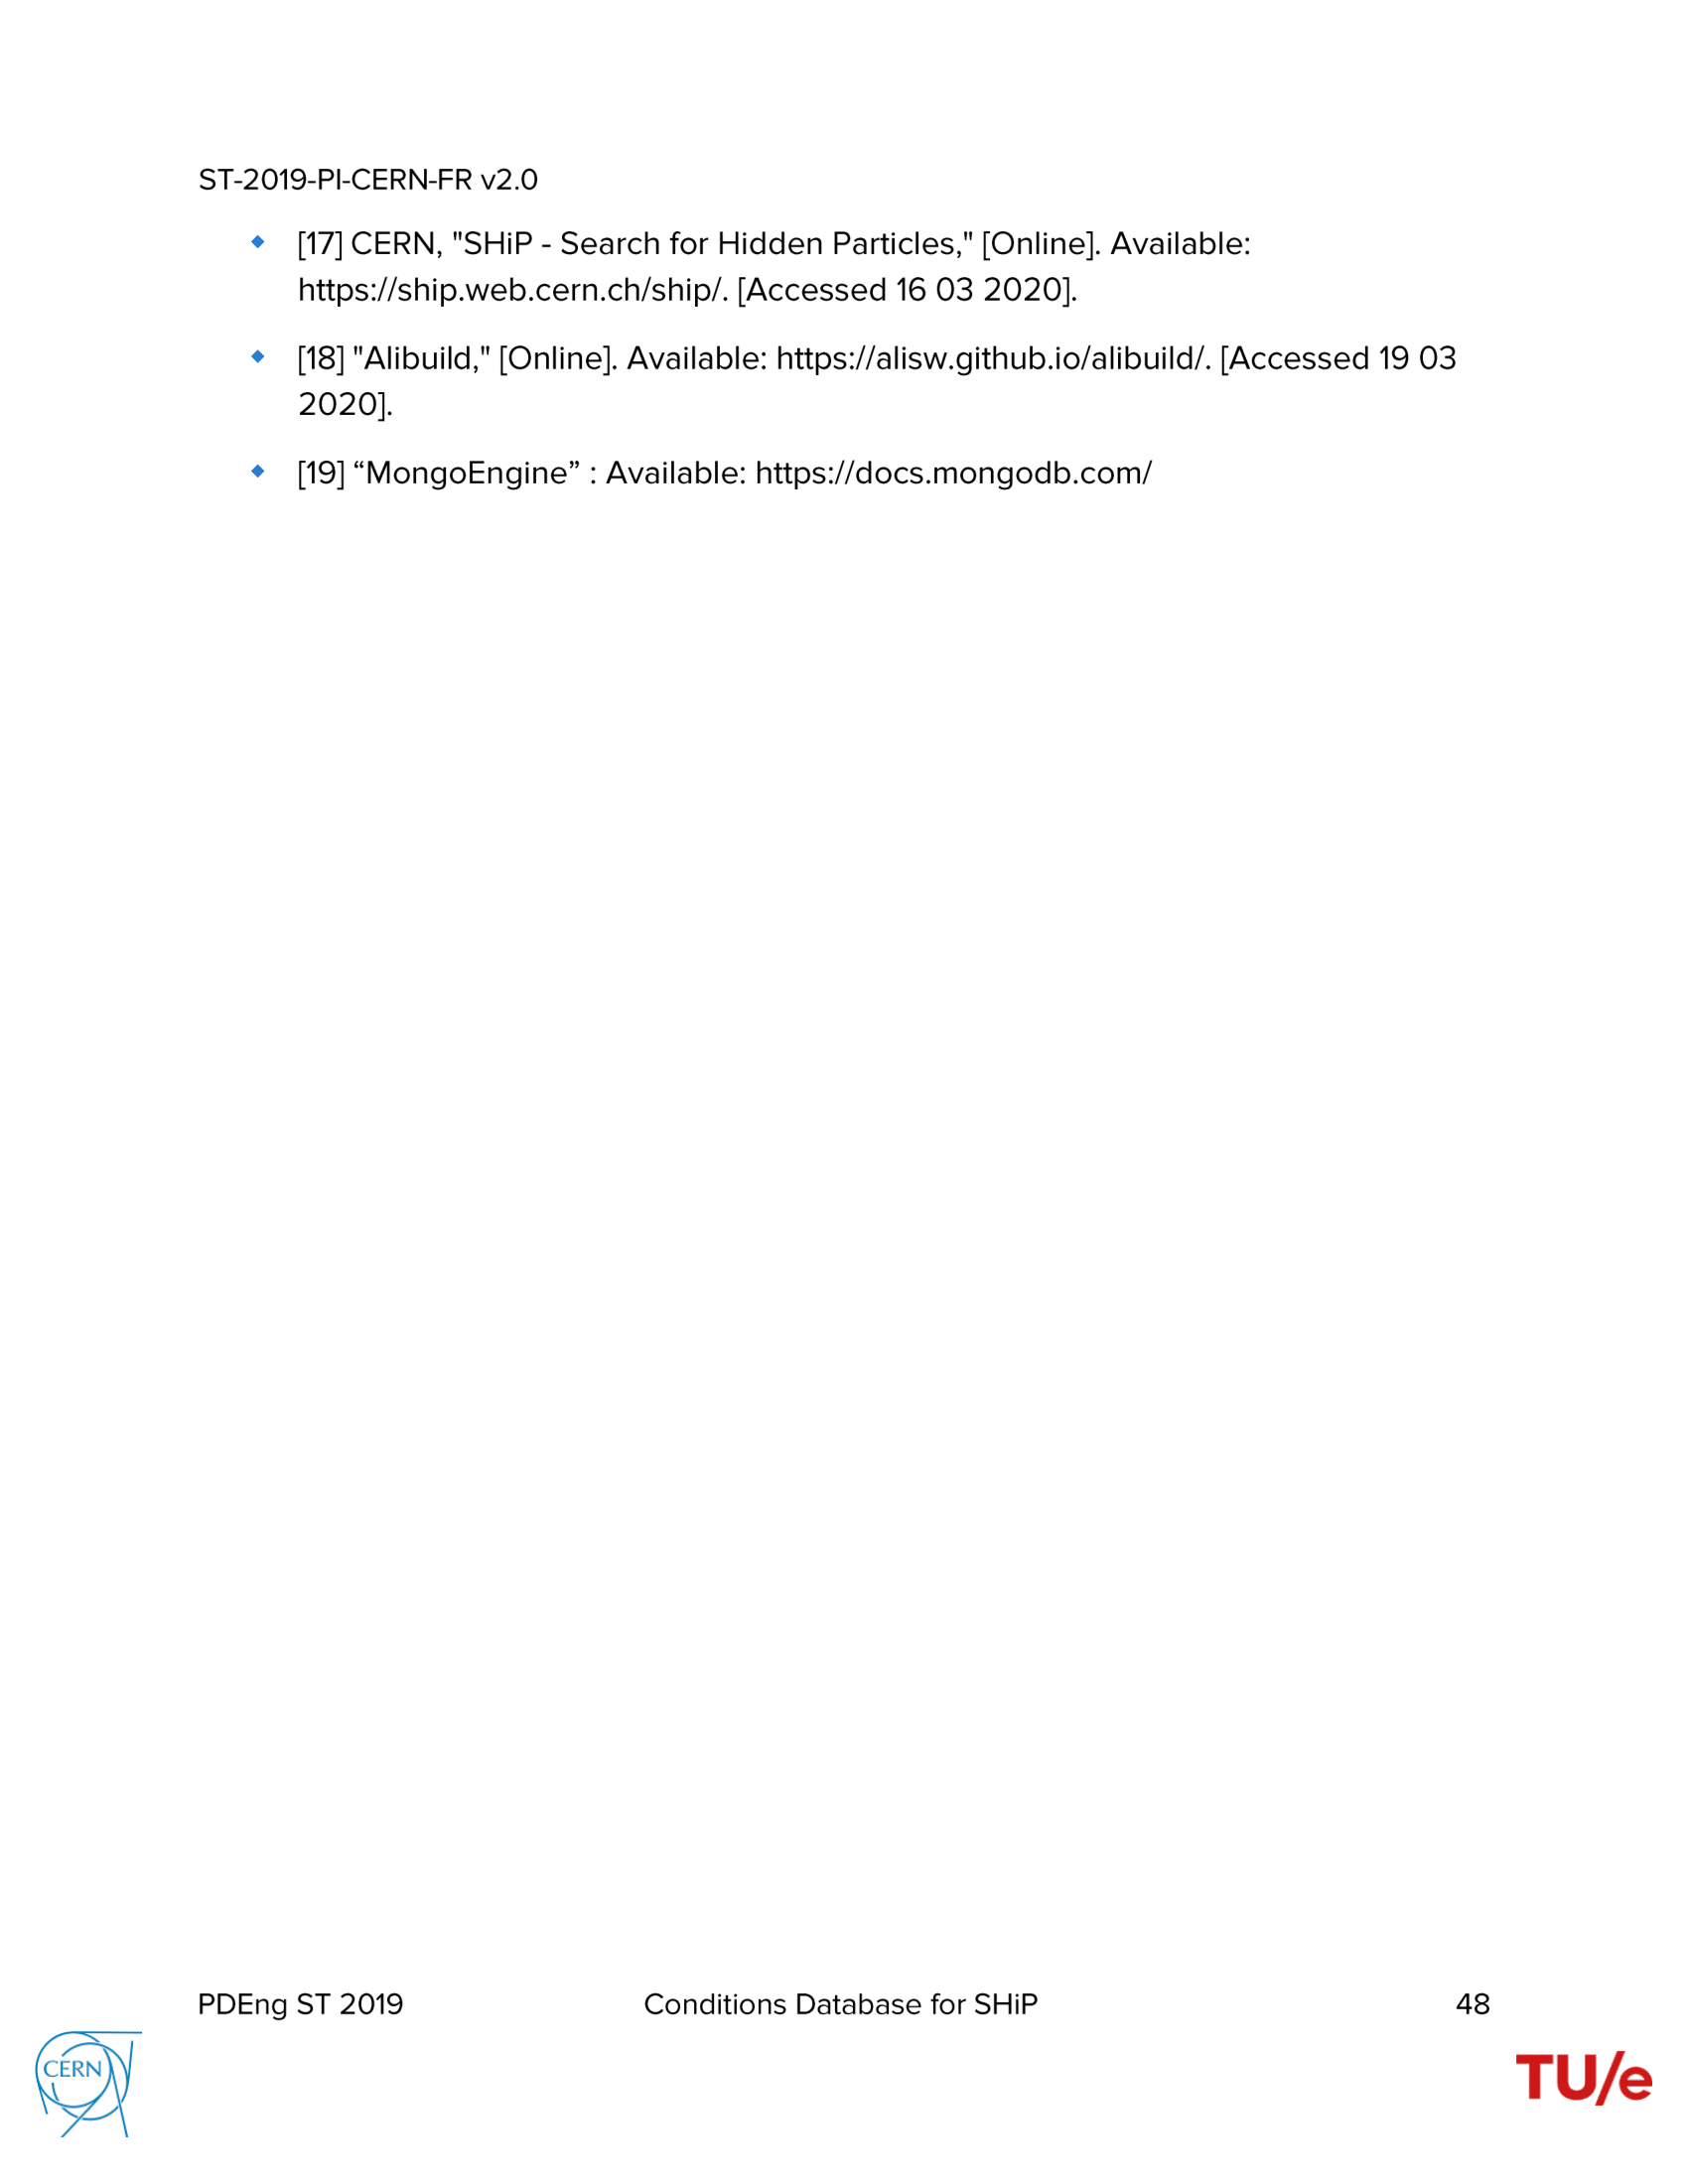 ST-2019-PI-CERN-FR v2.0
[17] CERN, "SHiP - Search for Hidden Particles," [Online]. Available:
https://ship.web.cern.ch/ship/. [Accessed 16 03 2020].
[18] "Alibuild," [Online]. Available: https://alisw.github.io/alibuild/. [Accessed 19 03
2020].
[19] “MongoEngine” : Available: https://docs.mongodb.com/
PDEng ST 2019 Conditions Database for SHiP 48
CERN
TU/e